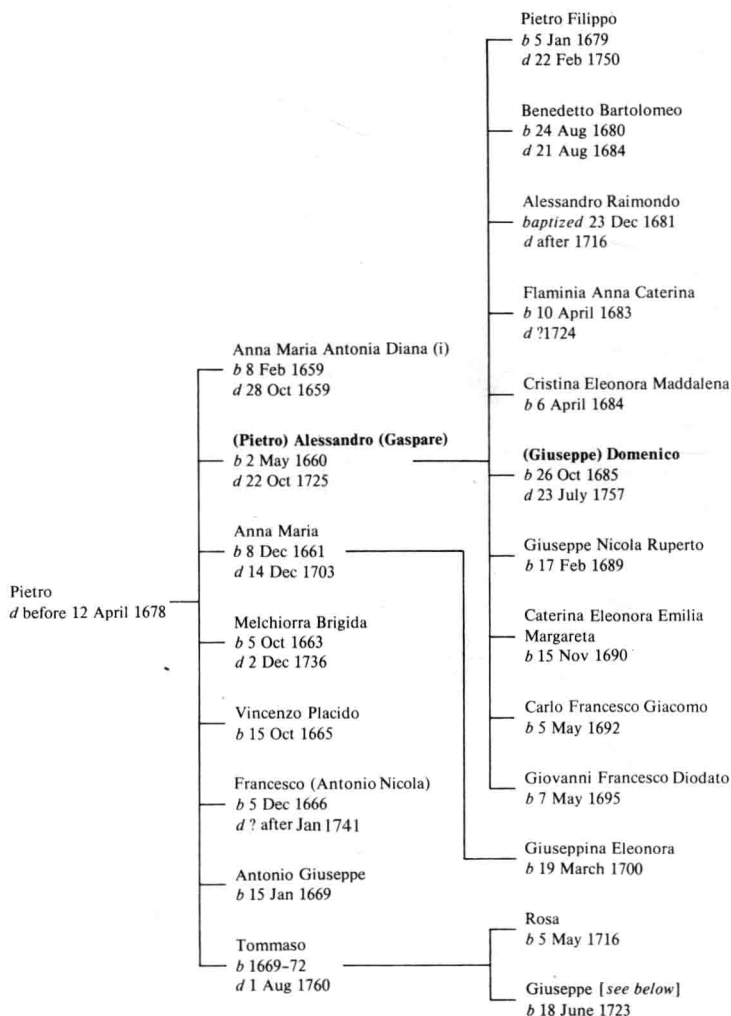 Pietro
d before 12 April 1678
Anna Maria Antonia Diana (i)
b 8 Feb 1659
d 28 Oct 1659
(Pietro) Alessandro (Gaspare)
b 2 May 1660
d 22 Oct 1725
Anna Maria
b 8 Dec 1661
d 14 Dec 1703
Melchiorra Brigida
b 5 Oct 1663
d 2 Dec 1736
Vincenzo Placido
b 15 Oct 1665
Francesco (Antonio Nicola)
b 5 Dec 1666
d ? after Jan 1741
Antonio Giuseppe
b 15 Jan 1669
Tommaso
b 1669-72
d 1 Aug 1760
Pietro Filippo
b 5 Jan 1679
d 22 Feb 1750
Benedetto Bartolomeo
b 24 Aug 1680
d 21 Aug 1684
Alessandro Raimondo
baptized 23 Dec 1681
d after 1716
Flaminia Anna Caterina
b 10 April 1683
d ?1724
Cristina Eleonora Maddalena
b 6 April 1684
(Giuseppe) Domenico
b 26 Oct 1685
d 23 July 1757
Giuseppe Nicola Ruperto
b 17 Feb 1689
Caterina Eleonora Emilia
Margareta
b 15 Nov 1690
Carlo Francesco Giacomo
b 5 May 1692
Giovanni Francesco Diodato
b 7 May 1695
Giuseppina Eleonora
b 19 March 1700
Rosa
b 5 May 1716
Giuseppe [see below]
b 18 June 1723